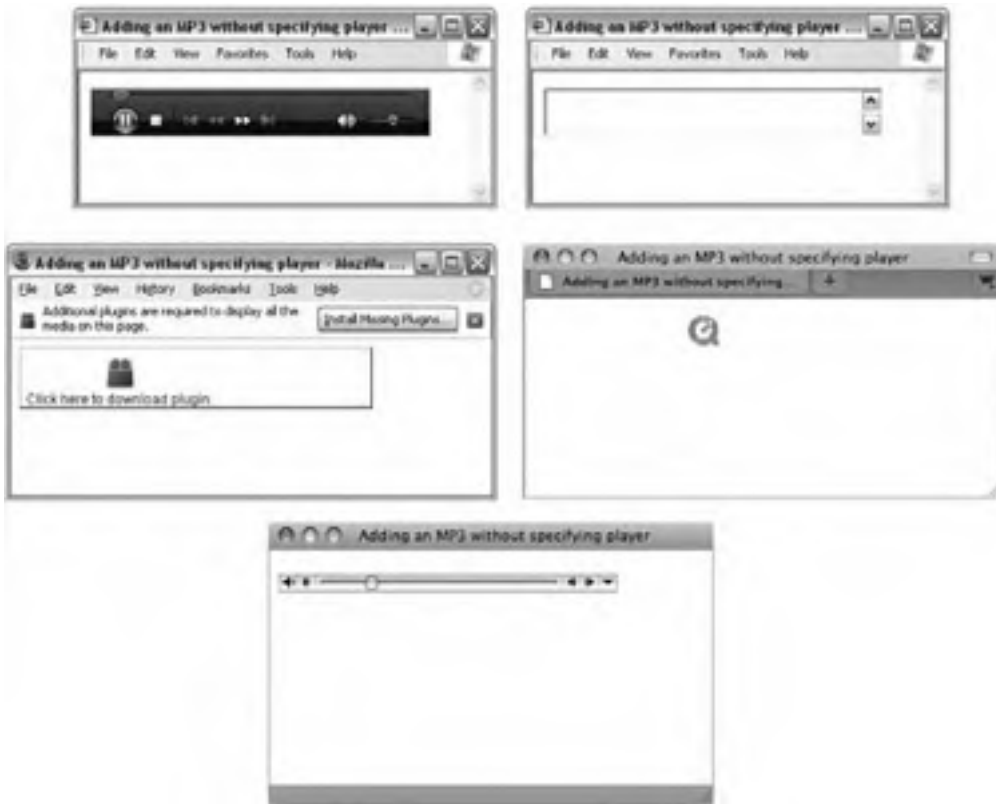 Adding an MP3 without specifying player ...
File Edit View Favorites Tools Help
Adding an MP3 without specifying player ...
File Edit View Favorites Tools Help
Adding an MP3 without specifying player - Mozilla ...
File Edit View History Bookmarks Tools Help
Additional plugins are required to display all the
media on this page.
Install Missing Plugins...
Click here to download plugin
Adding an MP3 without specifying player
Adding an MP3 without specifying ...
Adding an MP3 without specifying player